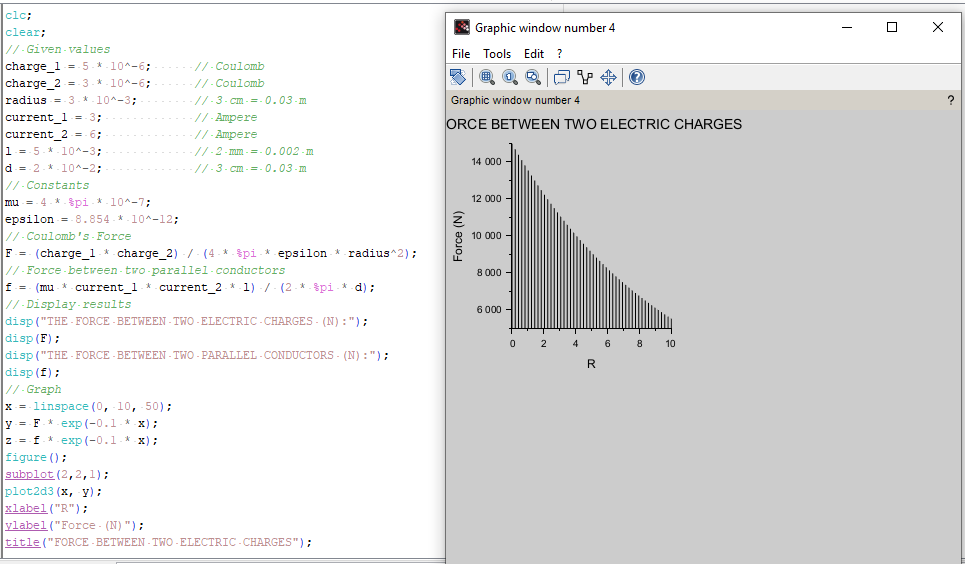 clc;
clear;
// Given values
charge_1 = 5 * 10^-6; // Coulomb
charge_2 = 3 * 10^-6; // Coulomb
radius = 3 * 10^-3; // 3 cm = 0.03 m
current_1 = 3; // Ampere
current_2 = 6; // Ampere
l = 5 * 10^-3; // 2 mm = 0.002 m
d = 2 * 10^-2; // 3 cm = 0.03 m
// Constants
mu = 4 * %pi * 10^-7;
epsilon = 8.854 * 10^-12;
// Coulomb's Force
F = (charge_1 * charge_2) / (4 * %pi * epsilon * radius^2);
// Force between two parallel conductors
f = (mu * current_1 * current_2 * l) / (2 * %pi * d);
// Display results
disp("THE FORCE BETWEEN TWO ELECTRIC CHARGES (N):");
disp(F);
disp("THE FORCE BETWEEN TWO PARALLEL CONDUCTORS (N):");
disp(f);
// Graph
x = linspace(0, 10, 50);
y = F * exp(-0.1 * x);
z = f * exp(-0.1 * x);
figure();
subplot(2,2,1);
plot2d3(x, y);
xlabel("R");
ylabel("Force (N)");
title("FORCE BETWEEN TWO ELECTRIC CHARGES");
Graphic window number 4
File Tools Edit ?
Graphic window number 4 ?
ORCE BETWEEN TWO ELECTRIC CHARGES
14 000
12 000
10 000
8 000
6 000
Force (N)
0 2 4 6 8 10
R